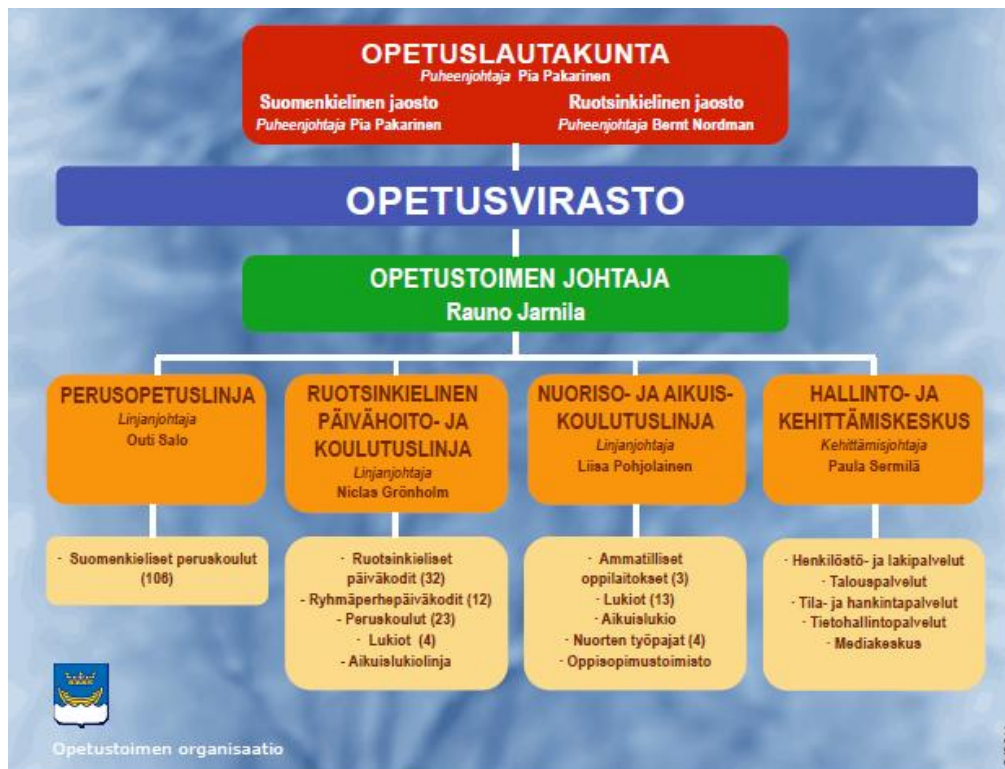 OPETUSLAUTAKUNTA
Puheenjohtaja Pia Pakarinen
Suomenkielinen jaosto
Puheenjohtaja Pia Pakarinen
Ruotsinkielinen jaosto
Puheenjohtaja Bernt Nordman
OPETUSVIRASTO
OPETUSTOIMEN JOHTAJA
Rauno Jarnila
PERUSOPETUSLINJA
Linjanjohtaja
Outi Salo
- Suomenkieliset peruskoulut
(106)
RUOTSINKIELINEN
PÄIVÄHOITO- JA
KOULUTUSLINJA
Linjanjohtaja
Niclas Grönholm
- Ruotsinkieliset
päiväkodit (32)
- Ryhmäperhepäiväkodit (12)
- Peruskoulut (23)
- Lukiot (4)
- Aikuislukiolinja
NUORISO- JA AIKUIS-
KOULUTUSLINJA
Linjanjohtaja
Liisa Pohjolainen
- Ammatilliset
oppilaitokset (3)
- Lukiot (13)
- Aikuislukio
- Nuorten työpajat (4)
- Oppisopimustoimisto
HALLINTO- JA
KEHITTÄMISKESKUS
Kehittämisjohtaja
Paula Sermilä
- Henkilöstö- ja lakipalvelut
- Talouspalvelut
- Tila- ja hankintapalvelut
- Tietohallintopalvelut
- Mediakeskus
Opetustoimen organisaatio